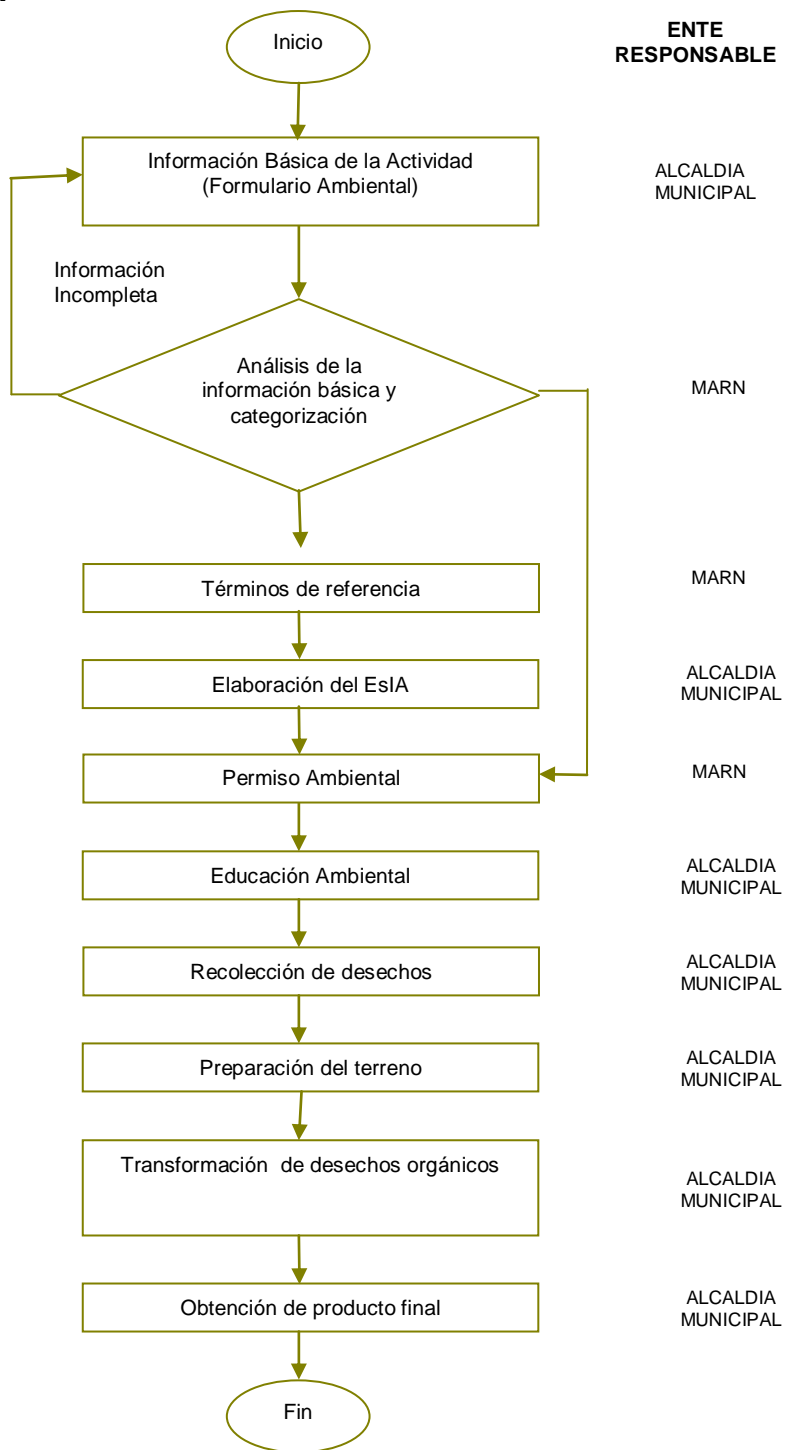 Inicio
ENTE
RESPONSABLE
Información Básica de la Actividad
(Formulario Ambiental)
ALCALDIA
MUNICIPAL
Información
Incompleta
Análisis de la
información básica y
categorización
MARN
Términos de referencia
MARN
Elaboración del EsIA
ALCALDIA
MUNICIPAL
Permiso Ambiental
MARN
Educación Ambiental
ALCALDIA
MUNICIPAL
Recolección de desechos
ALCALDIA
MUNICIPAL
Preparación del terreno
ALCALDIA
MUNICIPAL
Transformación de desechos orgánicos
ALCALDIA
MUNICIPAL
Obtención de producto final
ALCALDIA
MUNICIPAL
Fin